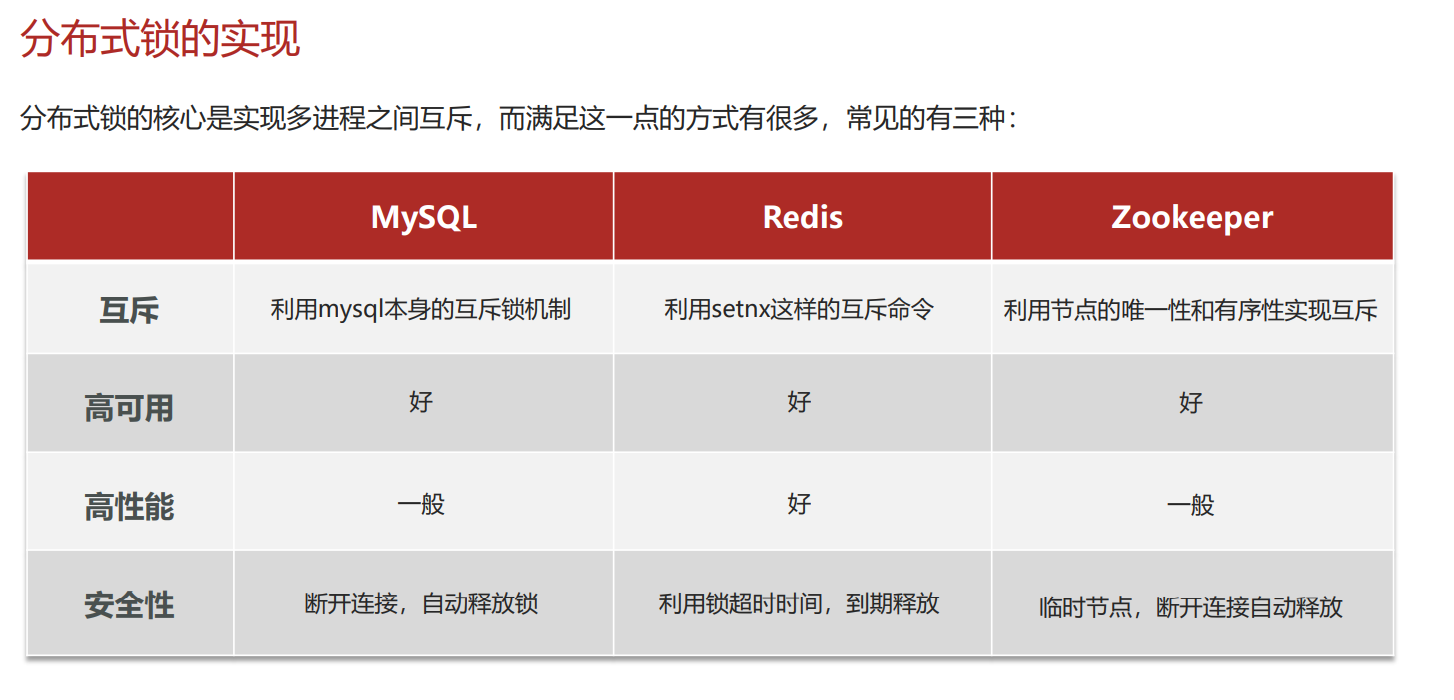 分布式锁的实现
分布式锁的核心是实现多进程之间互斥，而满足这一点的方式有很多，常见的有三种：
MySQL Redis Zookeeper
互斥 利用mysql本身的互斥锁机制 利用setnx这样的互斥命令 利用节点的唯一性和有序性实现互斥
高可用 好 好 好
高性能 一般 好 一般
安全性 断开连接，自动释放锁 利用锁超时时间，到期释放 临时节点，断开连接自动释放